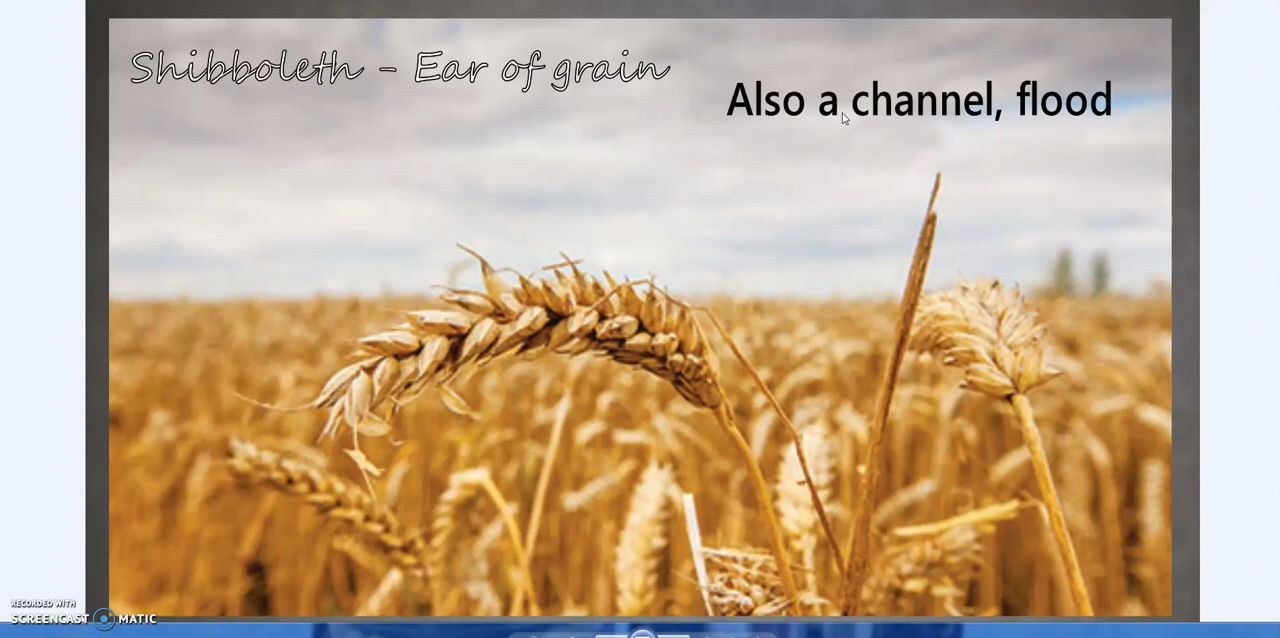 Shibboleth - Ear of grain
Also a channel, flood
RECORDED WITH
SCREENCAST MATIC